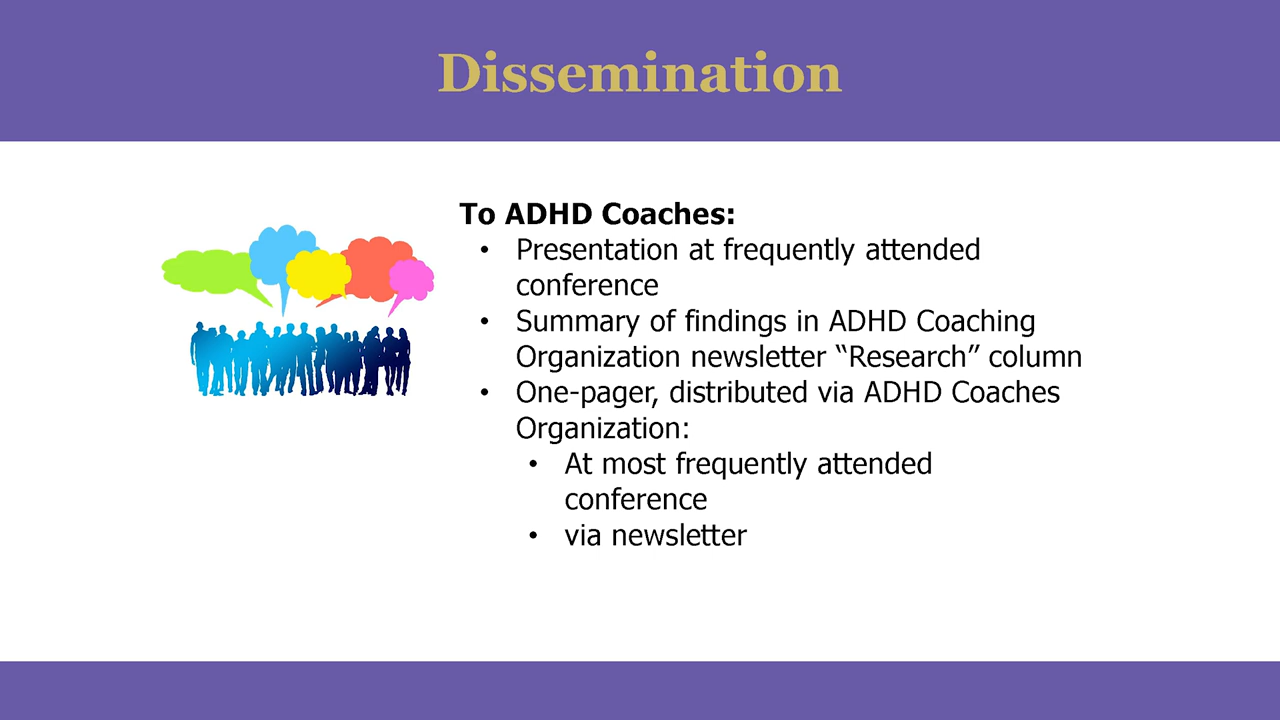 Dissemination
To ADHD Coaches:
• Presentation at frequently attended
conference
• Summary of findings in ADHD Coaching
Organization newsletter “Research” column
• One-pager, distributed via ADHD Coaches
Organization:
• At most frequently attended
conference
• via newsletter